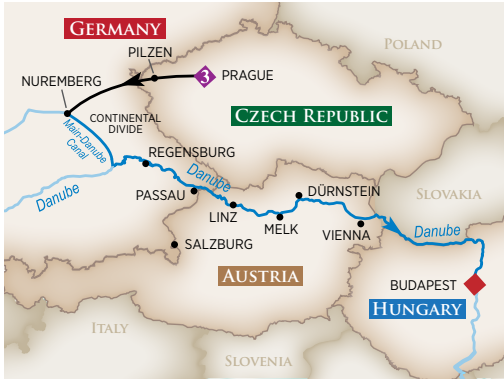 GERMANY
POLAND
PILZEN
3
PRAGUE
NUREMBERG
CONTINENTAL
DIVIDE
CZECH REPUBLIC
Main-Danube
Canal
REGENSBURG
Danube
Danube
PASSAU
DÜRNSTEIN
SLOVAKIA
LINZ
MELK
VIENNA
Danube
SALZBURG
AUSTRIA
BUDAPEST
HUNGARY
ITALY
SLOVENIA